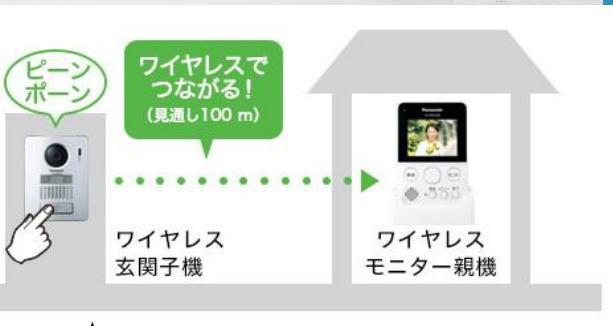 ピーン
ポーン
ワイヤレスで
つながる!
(見通し100 m)
Panasonic
ワイヤレス
玄関子機
ワイヤレス
モニター親機